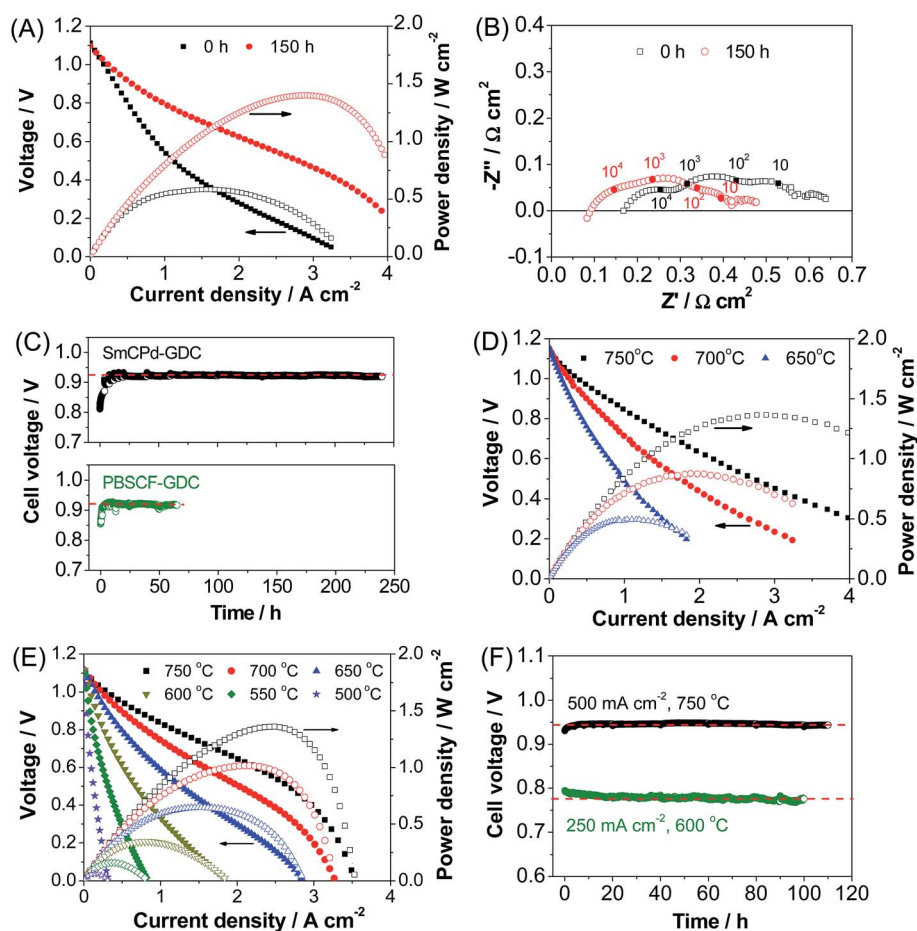 (A)
0 h 150 h
1.2
1.0
0.8
0.6
0.4
0.2
0.0
Voltage / V
2.0
1.5
1.0
0.5
0.0
Power density / W cm-2
0 1 2 3 4
Current density / A cm-2
(B)
0 h 150 h
0.4
0.3
0.2
0.1
0.0
-0.1
-Z'' / Ω cm2
104 103 103 102 10
104 102 10
0.0 0.1 0.2 0.3 0.4 0.5 0.6 0.7
Z' / Ω cm2
(C)
SmCPd-GDC
1.0
0.9
0.8
0.7
PBSCF-GDC
1.0
0.9
0.8
0.7
Cell voltage / V
0 50 100 150 200 250
Time / h
(D)
750°C 700°C 650°C
1.2
1.0
0.8
0.6
0.4
0.2
0.0
Voltage / V
2.0
1.5
1.0
0.5
0.0
Power density / W cm-2
0 1 2 3 4
Current density / A cm-2
(E)
750 °C 700 °C 650 °C
600°C 550°C 500°C
1.2
1.0
0.8
0.6
0.4
0.2
0.0
Voltage / V
2.0
1.5
1.0
0.5
0.0
Power density / W cm-2
0 1 2 3 4
Current density / A cm-2
(F)
1.1
1.0
0.9
0.8
0.7
0.6
Cell voltage / V
500 mA cm-2, 750 °C
250 mA cm-2, 600 °C
0 20 40 60 80 100 120
Time / h